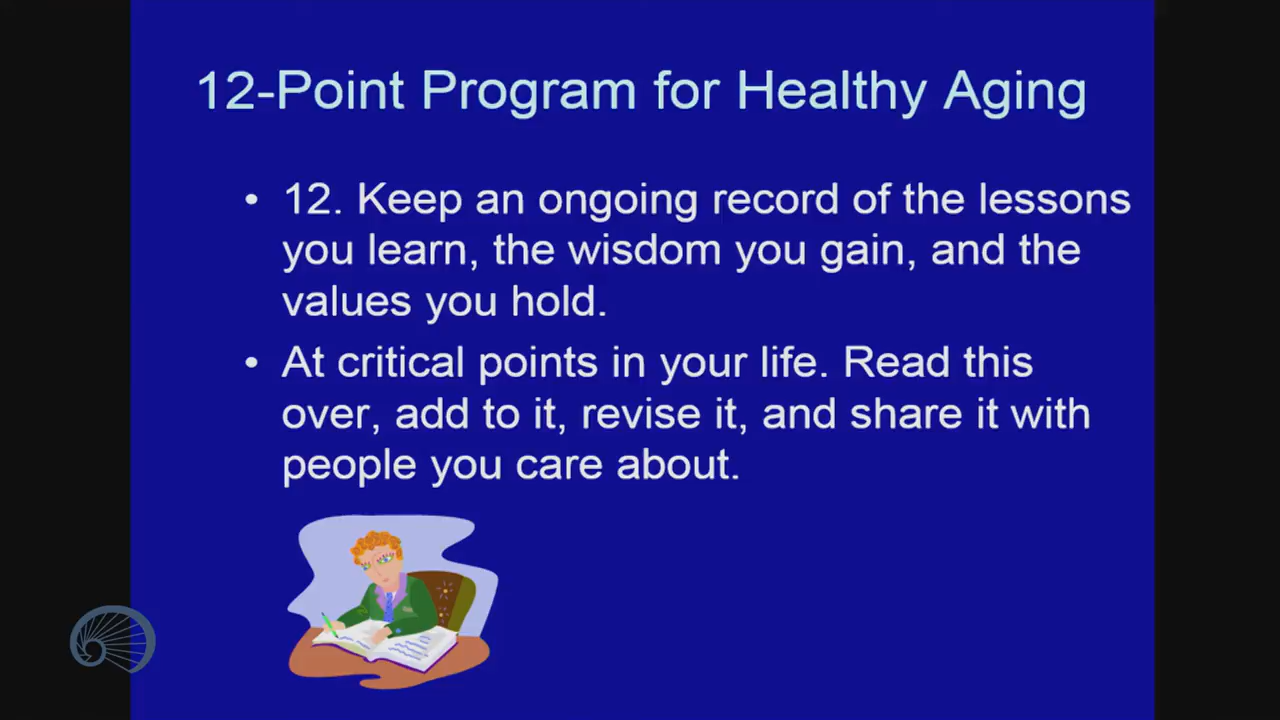 12-Point Program for Healthy Aging
• 12. Keep an ongoing record of the lessons
you learn, the wisdom you gain, and the
values you hold.
• At critical points in your life. Read this
over, add to it, revise it, and share it with
people you care about.